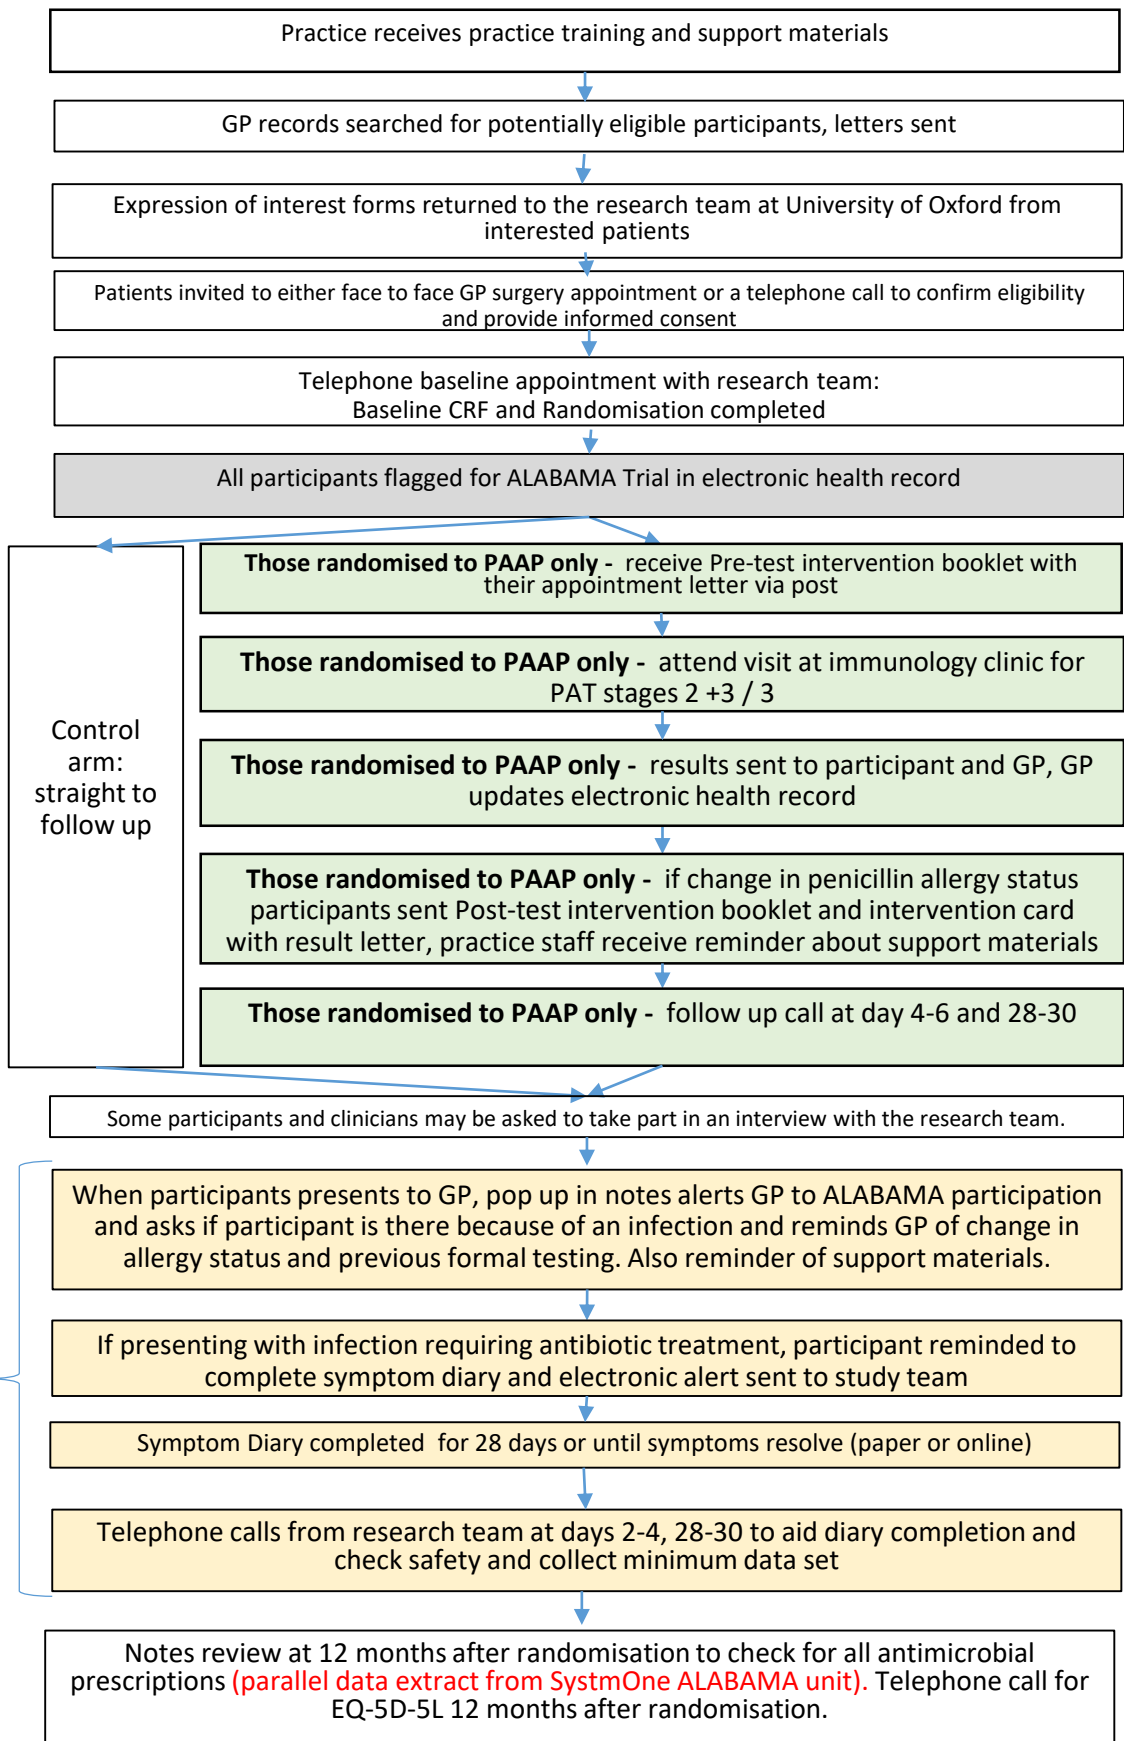 Practice receives practice training and support materials
GP records searched for potentially eligible participants, letters sent
Expression of interest forms returned to the research team at University of Oxford from
interested patients
Patients invited to either face to face GP surgery appointment or a telephone call to confirm eligibility
and provide informed consent
Telephone baseline appointment with research team:
Baseline CRF and Randomisation completed
All participants flagged for ALABAMA Trial in electronic health record
Control
arm:
straight to
follow up
Those randomised to PAAP only - receive Pre-test intervention booklet with
their appointment letter via post
Those randomised to PAAP only - attend visit at immunology clinic for
PAT stages 2 +3 / 3
Those randomised to PAAP only - results sent to participant and GP, GP
updates electronic health record
Those randomised to PAAP only - if change in penicillin allergy status
participants sent Post-test intervention booklet and intervention card
with result letter, practice staff receive reminder about support materials
Those randomised to PAAP only - follow up call at day 4-6 and 28-30
Some participants and clinicians may be asked to take part in an interview with the research team.
When participants presents to GP, pop up in notes alerts GP to ALABAMA participation
and asks if participant is there because of an infection and reminds GP of change in
allergy status and previous formal testing. Also reminder of support materials.
If presenting with infection requiring antibiotic treatment, participant reminded to
complete symptom diary and electronic alert sent to study team
Symptom Diary completed for 28 days or until symptoms resolve (paper or online)
Telephone calls from research team at days 2-4, 28-30 to aid diary completion and
check safety and collect minimum data set
Notes review at 12 months after randomisation to check for all antimicrobial
prescriptions (parallel data extract from SystmOne ALABAMA unit). Telephone call for
EQ-5D-5L 12 months after randomisation.